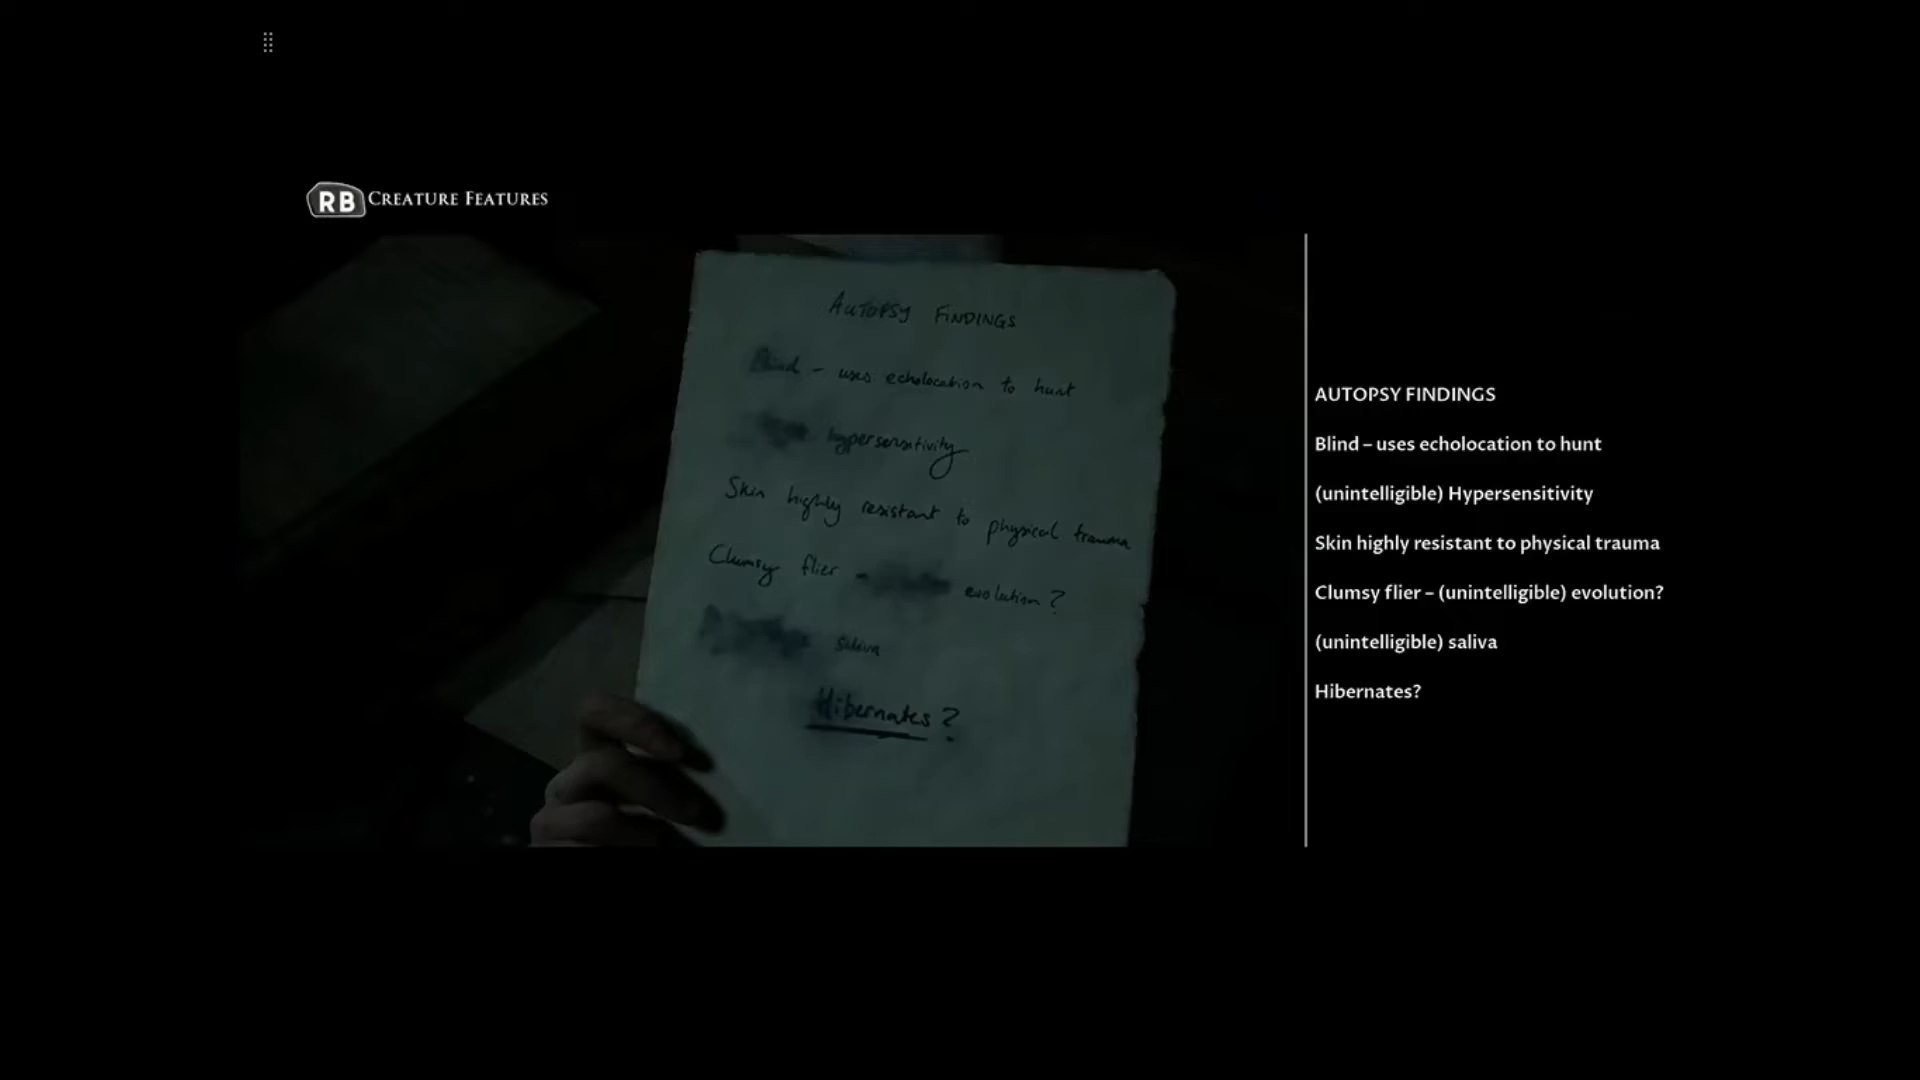 RB CREATURE FEATURES
AUTOPSY FINDINGS
Blind - uses echolocation to hunt
hypersensitivity
Skin highly resistant to physical trauma
Clumsy flier - evolution?
saliva
Hibernates?
AUTOPSY FINDINGS
Blind – uses echolocation to hunt
(unintelligible) Hypersensitivity
Skin highly resistant to physical trauma
Clumsy flier – (unintelligible) evolution?
(unintelligible) saliva
Hibernates?